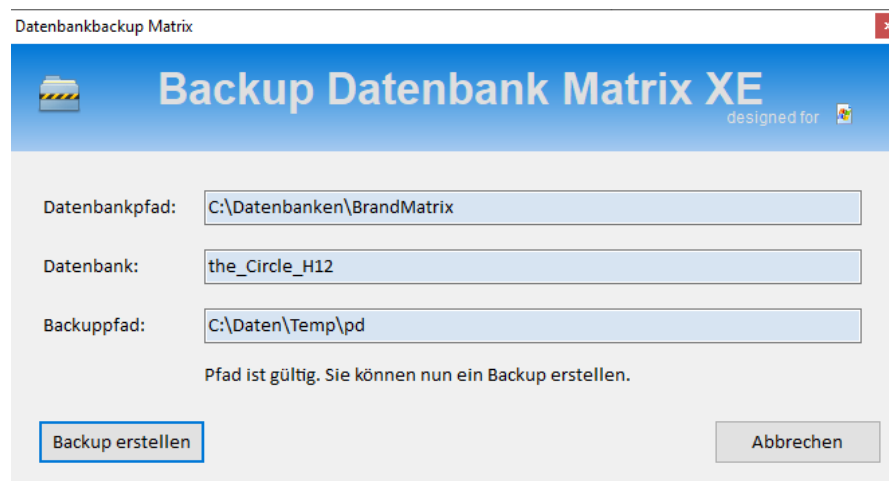 Datenbankbackup Matrix
Backup Datenbank Matrix XE
designed for
Datenbankpfad: C:\Datenbanken\BrandMatrix
Datenbank: the_Circle_H12
Backuppfad: C:\Daten\Temp\pd
Pfad ist gültig. Sie können nun ein Backup erstellen.
Backup erstellen Abbrechen